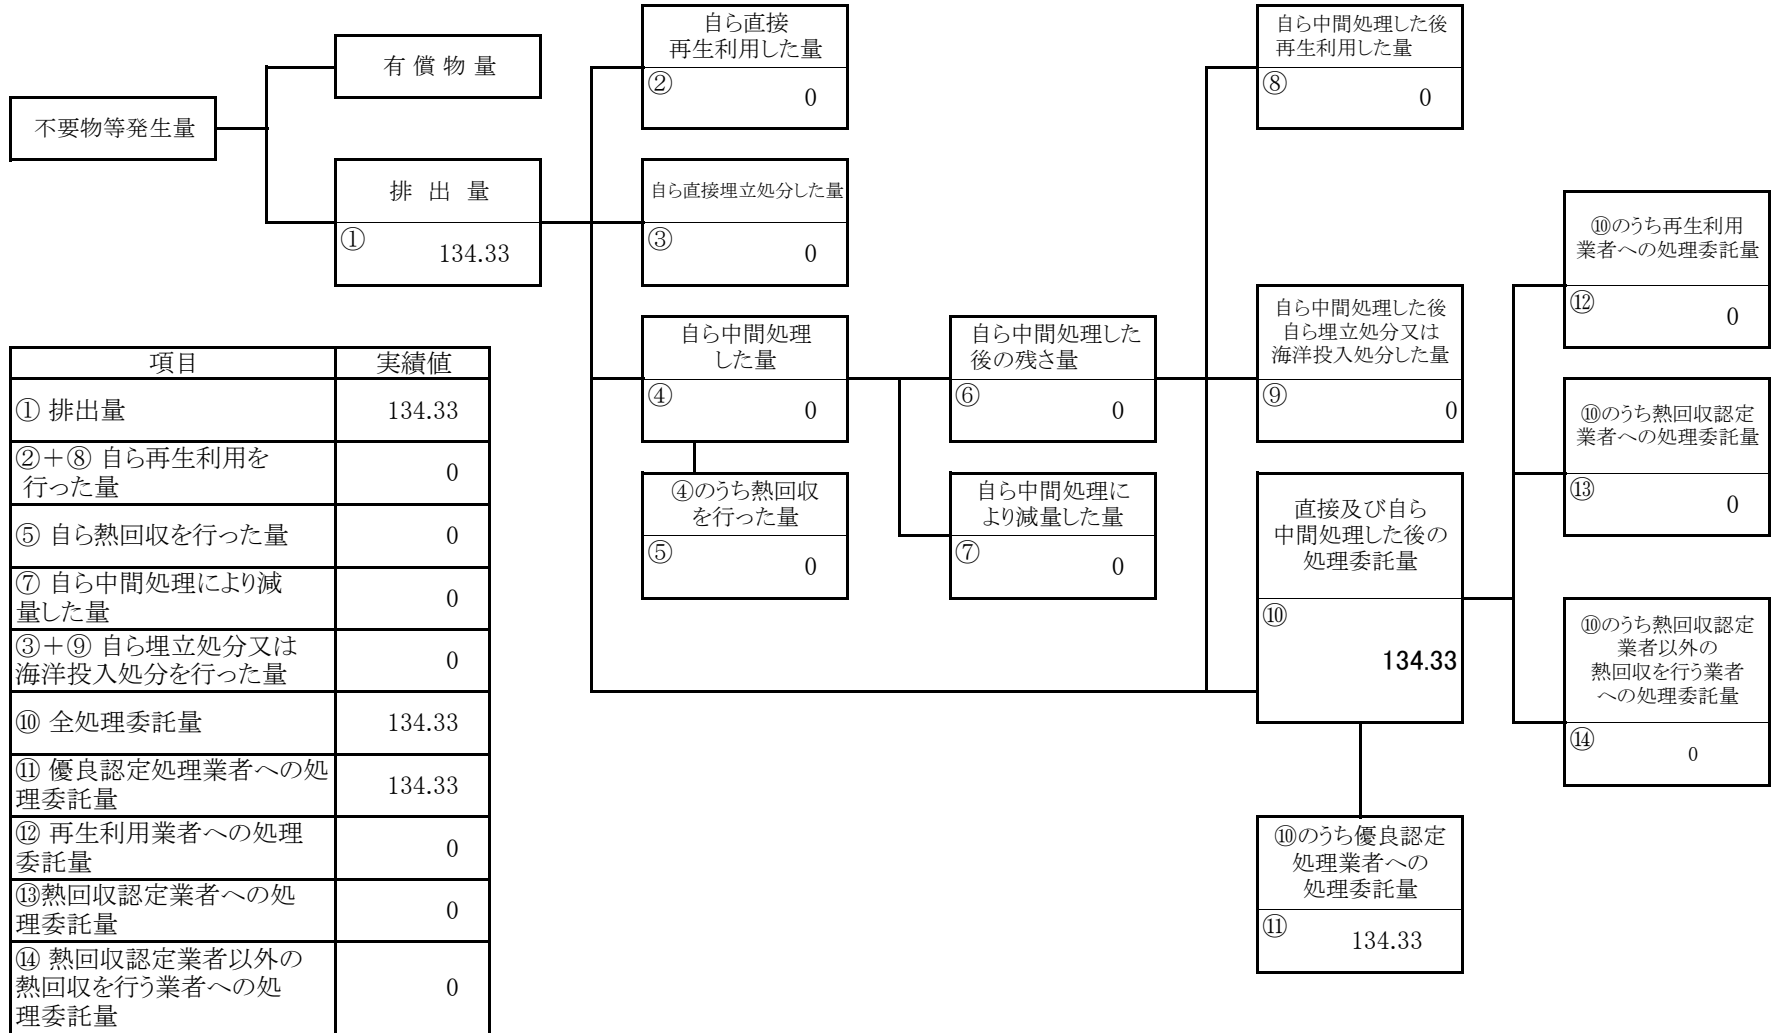 不要物等発生量
有 償 物 量
排 出 量
①
134.33
自ら直接
再生利用した量
②
0
自ら直接埋立処分した量
③
0
自ら中間処理
した量
④
0
④のうち熱回収
を行った量
⑤
0
自ら中間処理した
後の残さ量
⑥
0
自ら中間処理に
より減量した量
⑦
0
自ら中間処理した後
再生利用した量
⑧
0
自ら中間処理した後
自ら埋立処分又は
海洋投入処分した量
⑨
0
直接及び自ら
中間処理した後の
処理委託量
⑩
134.33
⑩のうち優良認定
処理業者への
処理委託量
⑪
134.33
⑩のうち再生利用
業者への処理委託量
⑫
0
⑩のうち熱回収認定
業者への処理委託量
⑬
0
⑩のうち熱回収認定
業者以外の
熱回収を行う業者
への処理委託量
⑭
0
項目 実績値
① 排出量 134.33
②＋⑧ 自ら再生利用を
行った量 0
⑤ 自ら熱回収を行った量 0
⑦ 自ら中間処理により減
量した量 0
③＋⑨ 自ら埋立処分又は
海洋投入処分を行った量 0
⑩ 全処理委託量 134.33
⑪ 優良認定処理業者への処
理委託量 134.33
⑫ 再生利用業者への処理
委託量 0
⑬熱回収認定業者への処
理委託量 0
⑭ 熱回収認定業者以外の
熱回収を行う業者への処
理委託量 0